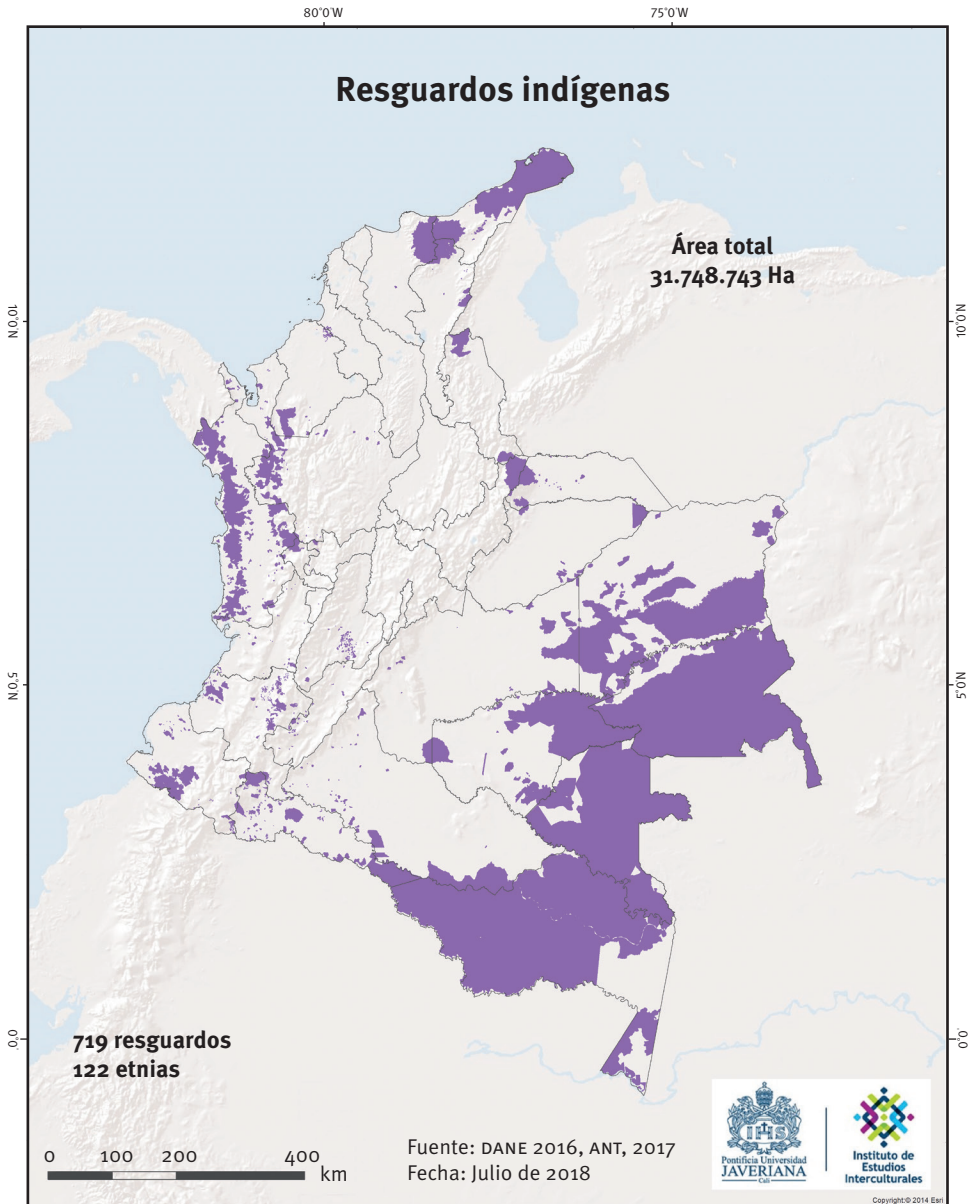 80°0'W
75°0'W
Resguardos indígenas
Área total
31.748.743 Ha
10°0'N
10°0'N
5°0'N
5°0'N
0°0'
0°0'
719 resguardos
122 etnias
0 100 200 400
km
Fuente: DANE 2016, ANT, 2017
Fecha: Julio de 2018
IHS
Pontificia Universidad
JAVERIANA
Cali
Instituto de
Estudios
Interculturales
Copyright:© 2014 Esri